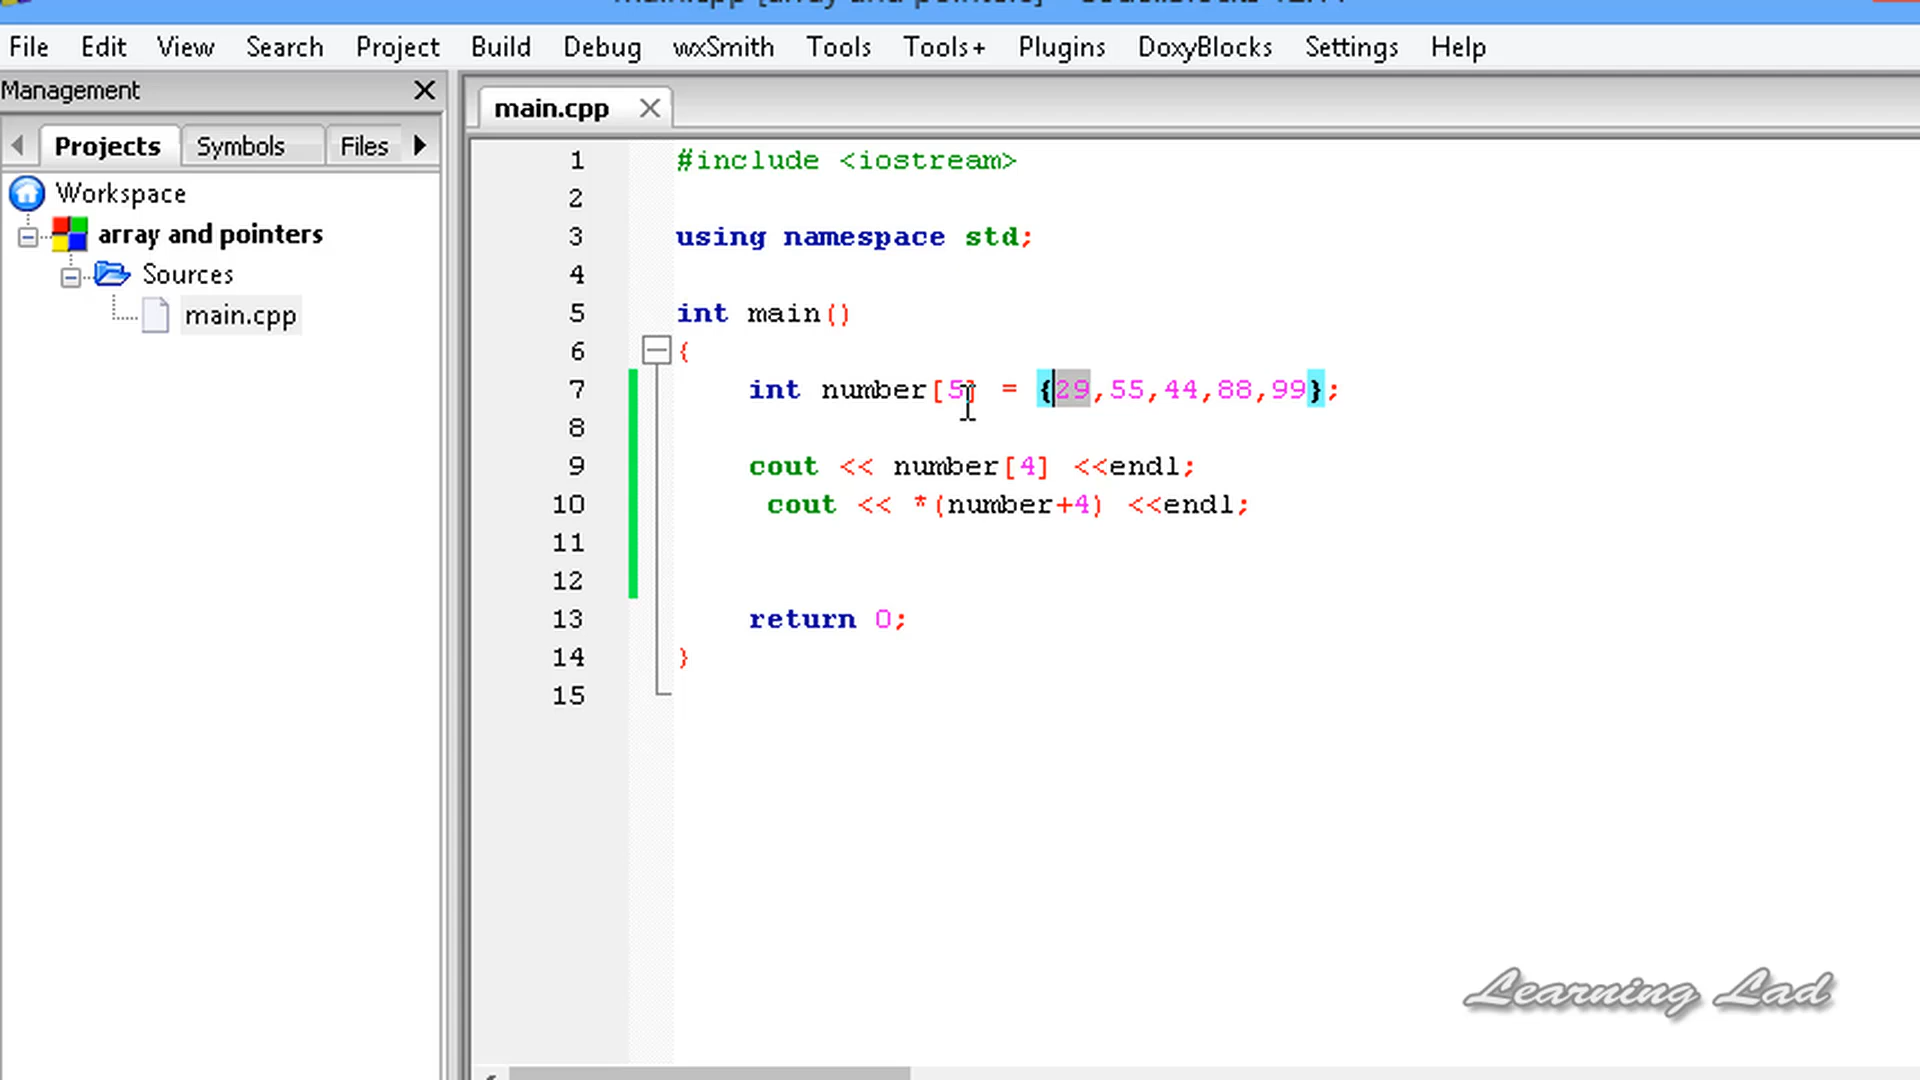 File Edit View Search Project Build Debug wxSmith Tools Tools+ Plugins DoxyBlocks Settings Help
Management
main.cpp
Projects Symbols Files
Workspace
array and pointers
Sources
main.cpp
1 #include <iostream>
2
3 using namespace std;
4
5 int main()
6 {
7 int number[5] = {29,55,44,88,99};
8
9 cout << number[4] <<endl;
10 cout << *(number+4) <<endl;
11
12
13 return 0;
14 }
15
Learning Lad